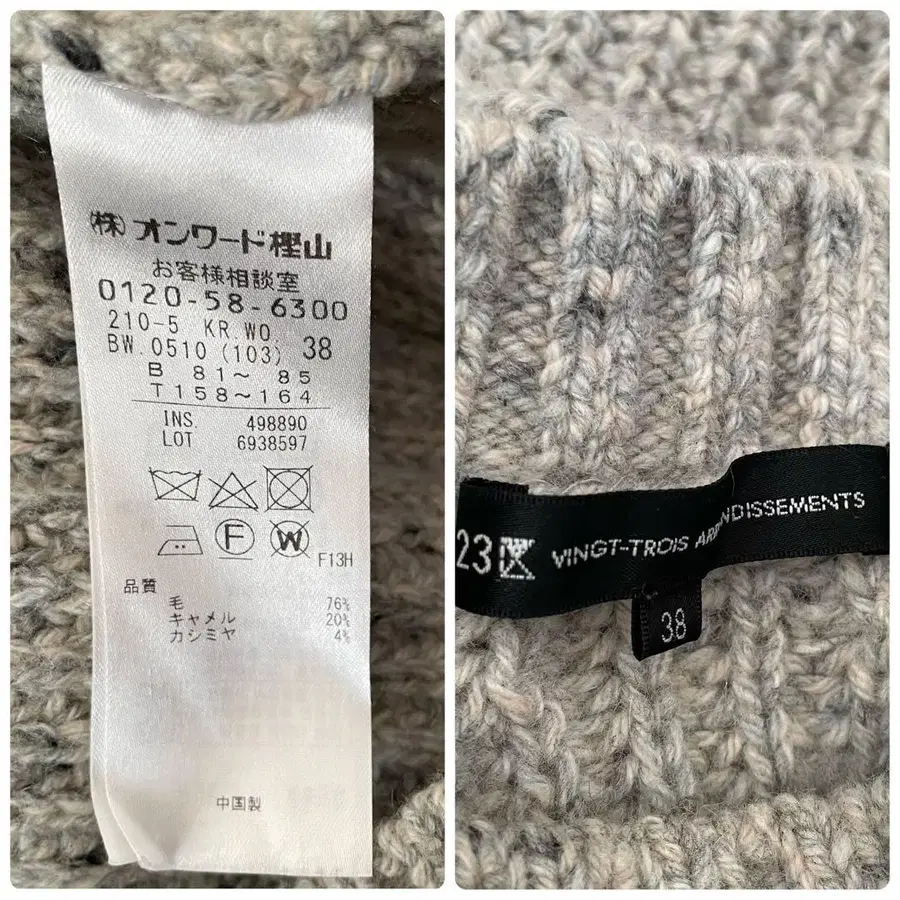 (株)オンワード樫山
お客様相談室
0120-58-6300
210-5 KR.WO.
BW.0510 (103) 38
B 81～ 85
T158～164
INS. 498890
LOT 6938597
F
W
F13H
品質
毛 76%
キャメル 20%
カシミヤ 4%
中国製
23区 VINGT-TROIS ARRONDISSEMENTS
38